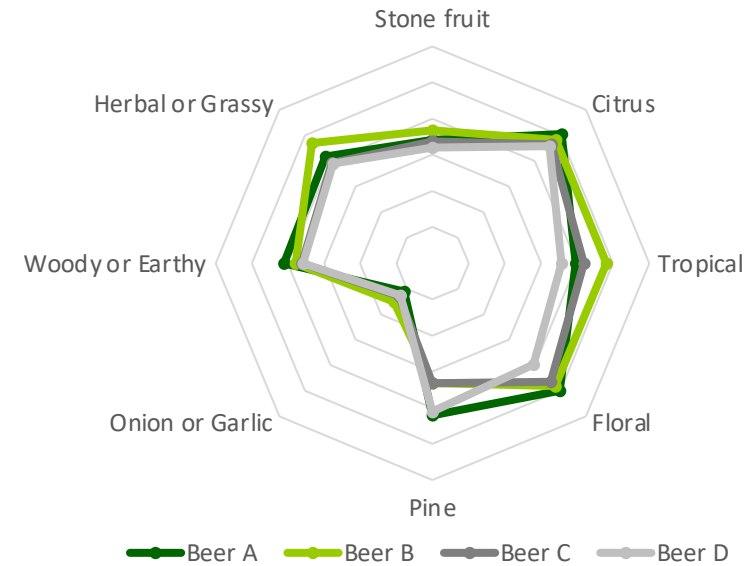 Stone fruit
Herbal or Grassy
Citrus
Woody or Earthy
Tropical
Onion or Garlic
Floral
Pine
Beer A
Beer B
Beer C
Beer D